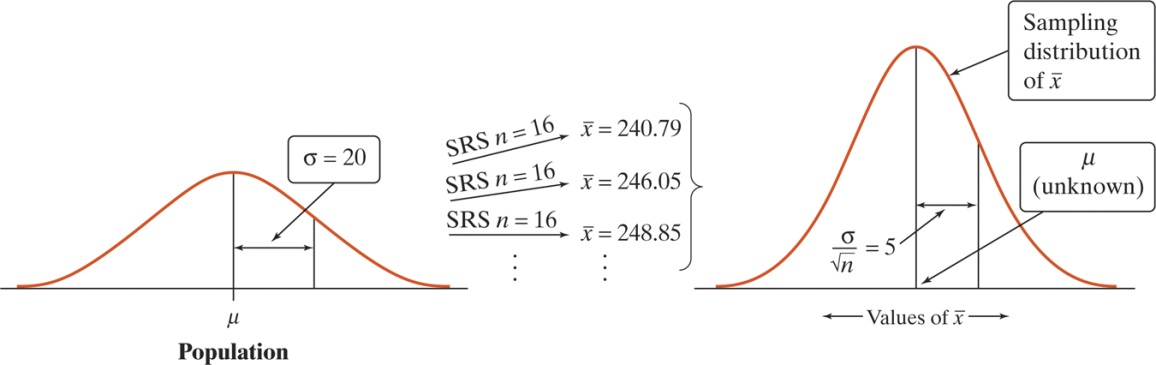 σ = 20
μ
Population
SRS n = 16
x̄ = 240.79
SRS n = 16
x̄ = 246.05
SRS n = 16
x̄ = 248.85
⋮ ⋮
Sampling
distribution
of x̄
μ
(unknown)
σ/√n = 5
Values of x̄